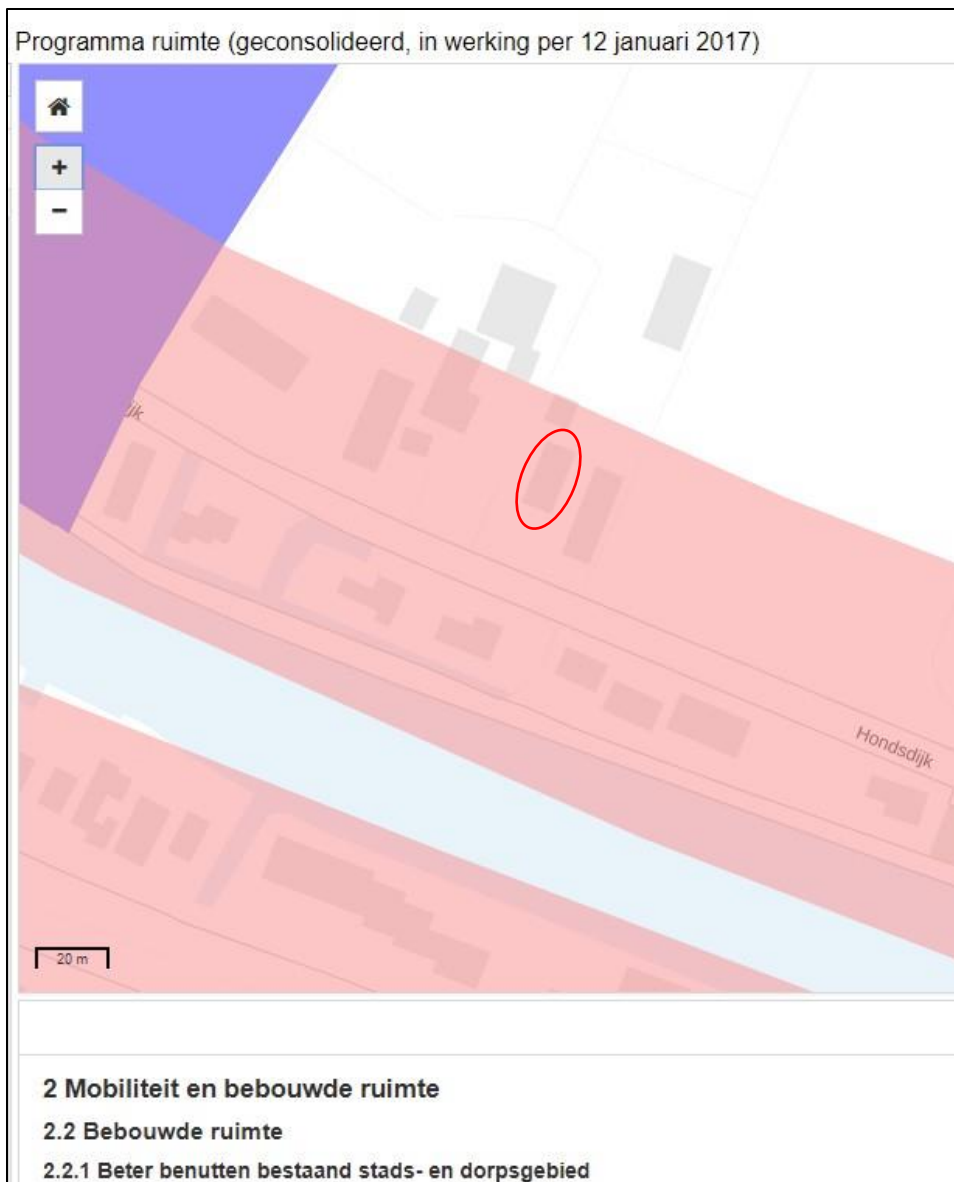 Programma ruimte (geconsolideerd, in werking per 12 januari 2017)
+
−
Hondsdijk
20 m
2 Mobiliteit en bebouwde ruimte
2.2 Bebouwde ruimte
2.2.1 Beter benutten bestaand stads- en dorpsgebied